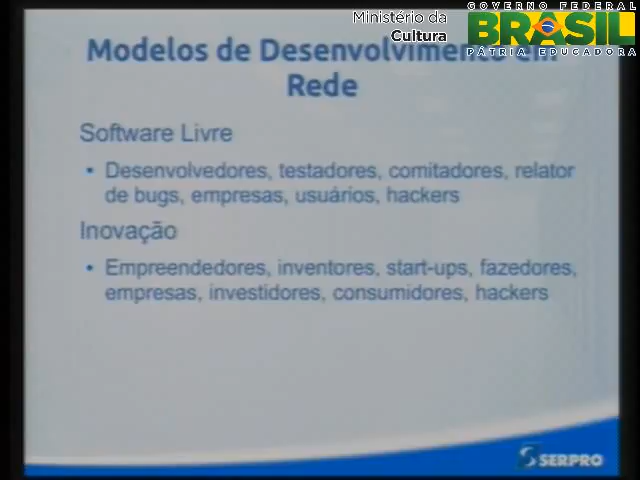 GOVERNO FEDERAL
Ministério da
Cultura
BRASIL
PÁTRIA EDUCADORA
Modelos de Desenvolvimento em
Rede
Software Livre
• Desenvolvedores, testadores, comitadores, relator
de bugs, empresas, usuários, hackers
Inovação
• Empreendedores, inventores, start-ups, fazedores,
empresas, investidores, consumidores, hackers
SERPRO